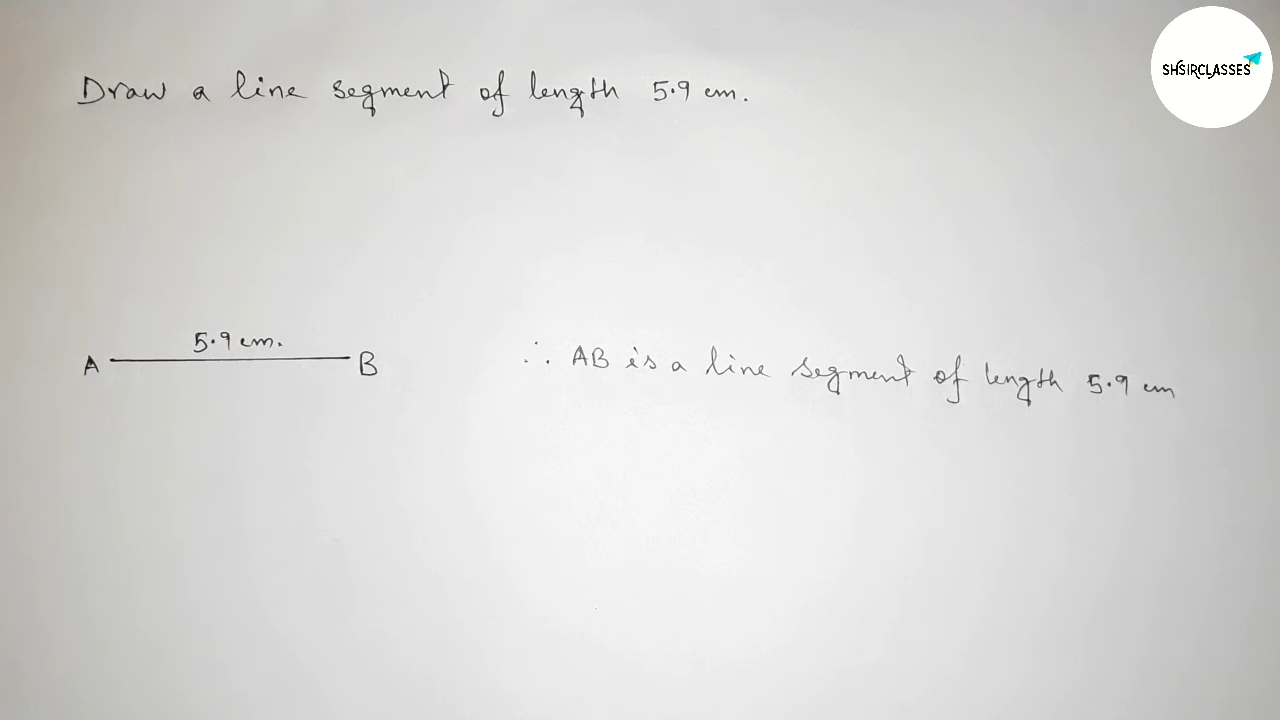 Draw a line segment of length 5.9 cm.
SHSIRCLASSES
5.9 cm.
A B
∴ AB is a line segment of length 5.9 cm